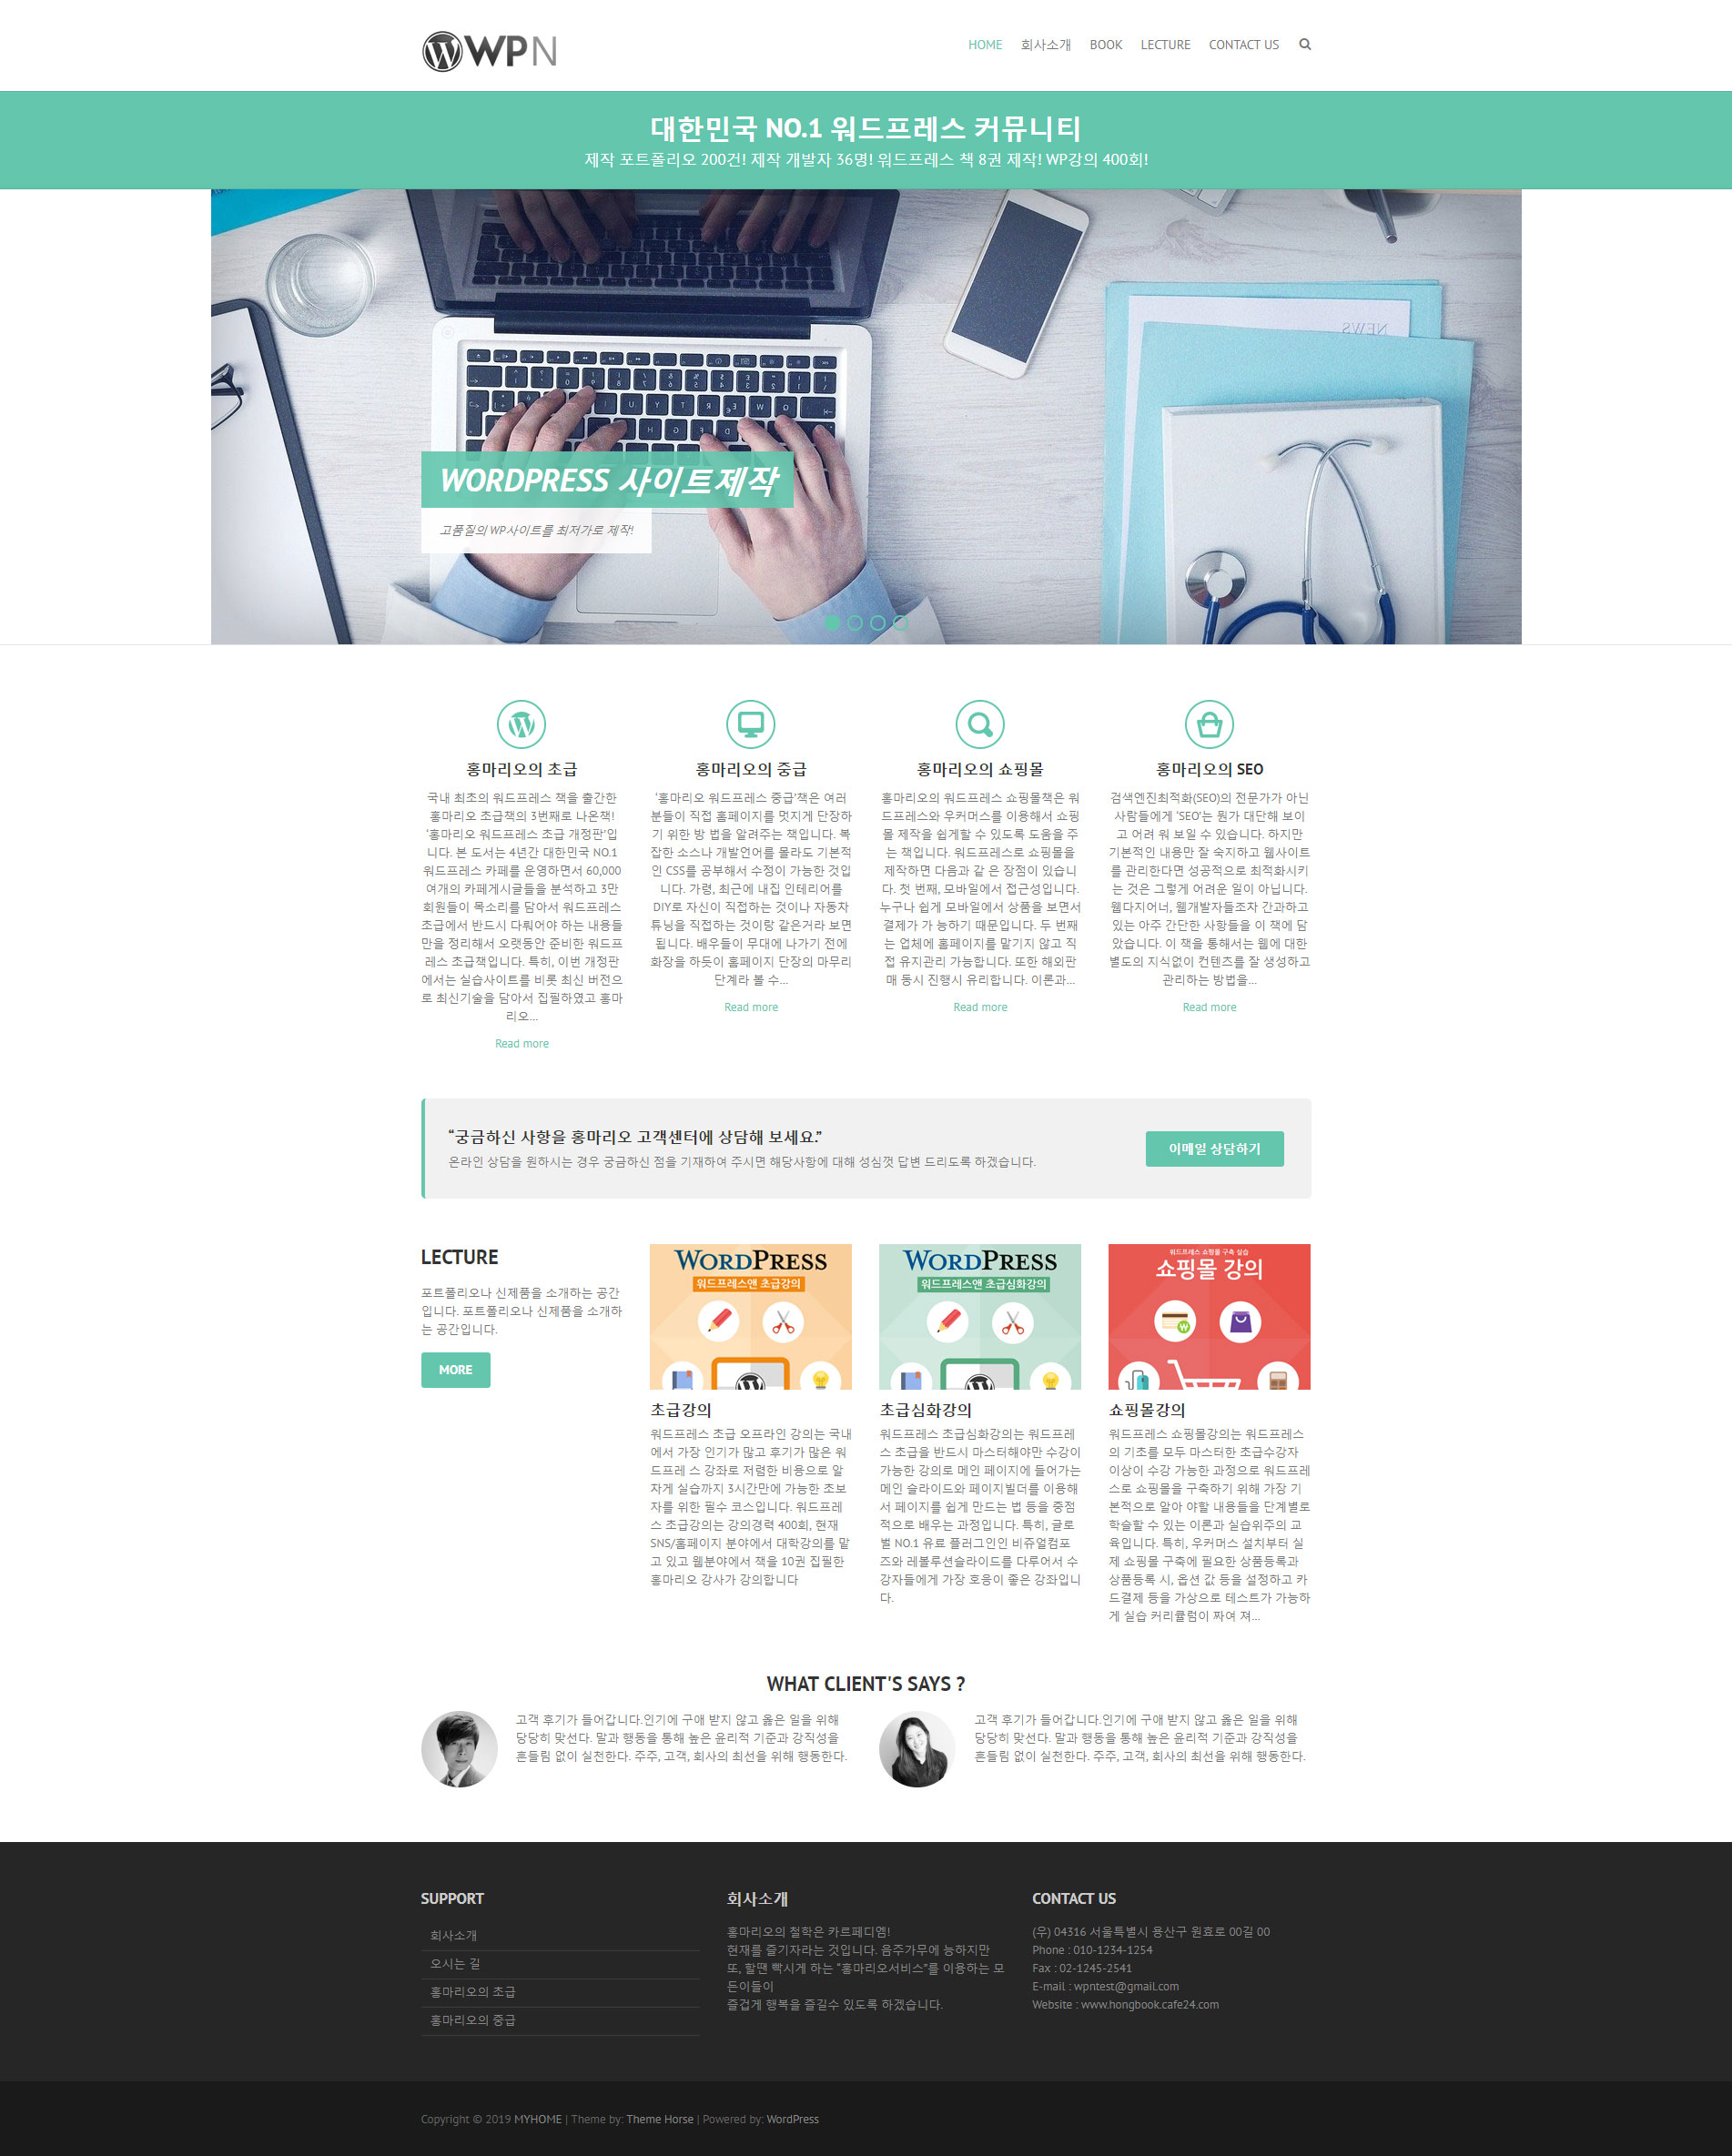 WPN
HOME 회사소개 BOOK LECTURE CONTACT US
대한민국 NO.1 워드프레스 커뮤니티
제작 포트폴리오 200건! 제작 개발자 36명! 워드프레스 책 8권 제작! WP강의 400회!
NEWS
WORDPRESS 사이트제작
고품질의 WP사이트를 최저가로 제작!
홍마리오의 초급
국내 최초의 워드프레스 책을 출간한
홍마리오 초급책의 3번째로 나온책!
‘홍마리오 워드프레스 초급 개정판’입
니다. 본 도서는 4년간 대한민국 NO.1
워드프레스 카페를 운영하면서 60,000
여개의 카페게시글들을 분석하고 3만
회원들이 목소리를 담아서 워드프레스
초급에서 반드시 다뤄어야 하는 내용들
만을 정리해서 오랫동안 준비한 워드프
레스 초급책입니다. 특히, 이번 개정판
에서는 실습사이트를 비롯 최신 버전으
로 최신기술을 담아서 집필하였고 홍마
리오...
Read more
홍마리오의 중급
‘홍마리오 워드프레스 중급’책은 여러
분들이 직접 홈페이지를 멋지게 단장하
기 위한 방 법을 알려주는 책입니다. 복
잡한 소스나 개발언어를 몰라도 기본적
인 CSS를 공부해서 수정이 가능한 것입
니다. 가령, 최근에 내집 인테리어를
DIY로 자신이 직접하는 것이나 자동차
튜닝을 직접하는 것이랑 같은거라 보면
됩니다. 배우들이 무대에 나가기 전에
화장을 하듯이 홈페이지 단장의 마무리
단계라 볼 수...
Read more
홍마리오의 쇼핑몰
홍마리오의 워드프레스 쇼핑몰책은 워
드프레스와 우커머스를 이용해서 쇼핑
몰 제작을 쉽게할 수 있도록 도움을 주
는 책입니다. 워드프레스로 쇼핑몰을
제작하면 다음과 같 은 장점이 있습니
다. 첫 번째, 모바일에서 접근성입니다.
누구나 쉽게 모바일에서 상품을 보면서
결제가 가 능하기 때문입니다. 두 번째
는 업체에 홈페이지를 맡기지 않고 직
접 유지관리 가능합니다. 또한 해외판
매 동시 진행시 유리합니다. 이론과...
Read more
홍마리오의 SEO
검색엔진최적화(SEO)의 전문가가 아닌
사람들에게 ‘SEO’는 뭔가 대단해 보이
고 어려 워 보일 수 있습니다. 하지만
기본적인 내용만 잘 숙지하고 웹사이트
를 관리한다면 성공적으로 최적화시키
는 것은 그렇게 어려운 일이 아닙니다.
웹다지어너, 웹개발자들조차 간과하고
있는 아주 간단한 사항들을 이 책에 담
았습니다. 이 책을 통해서는 웹에 대한
별도의 지식없이 컨텐츠를 잘 생성하고
관리하는 방법을...
Read more
“궁금하신 사항을 홍마리오 고객센터에 상담해 보세요.”
온라인 상담을 원하시는 경우 궁금하신 점을 기재하여 주시면 해당사항에 대해 성심껏 답변 드리도록 하겠습니다.
이메일 상담하기
LECTURE
포트폴리오나 신제품을 소개하는 공간
입니다. 포트폴리오나 신제품을 소개하
는 공간입니다.
MORE
WORDPRESS
워드프레스앤 초급강의
초급강의
워드프레스 초급 오프라인 강의는 국내
에서 가장 인기가 많고 후기가 많은 워
드프레 스 강좌로 저렴한 비용으로 알
차게 실습까지 3시간만에 가능한 초보
자를 위한 필수 코스입니다. 워드프레
스 초급강의는 강의경력 400회, 현재
SNS/홈페이지 분야에서 대학강의를 맡
고 있고 웹분야에서 책을 10권 집필한
홍마리오 강사가 강의합니다
WORDPRESS
워드프레스앤 초급심화강의
초급심화강의
워드프레스 초급심화강의는 워드프레
스 초급을 반드시 마스터해야만 수강이
가능한 강의로 메인 페이지에 들어가는
메인 슬라이드와 페이지빌더를 이용해
서 페이지를 쉽게 만드는 법 등을 중점
적으로 배우는 과정입니다. 특히, 글로
벌 NO.1 유료 플러그인인 비쥬얼컴포
즈와 레볼루션슬라이드를 다루어서 수
강자들에게 가장 호응이 좋은 강좌입니
다.
워드프레스 쇼핑몰 구축 실습
쇼핑몰 강의
쇼핑몰강의
워드프레스 쇼핑몰강의는 워드프레스
의 기초를 모두 마스터한 초급수강자
이상이 수강 가능한 과정으로 워드프레
스로 쇼핑몰을 구축하기 위해 가장 기
본적으로 알아 야할 내용들을 단계별로
학습할 수 있는 이론과 실습위주의 교
육입니다. 특히, 우커머스 설치부터 실
제 쇼핑몰 구축에 필요한 상품등록과
상품등록 시, 옵션 값 등을 설정하고 카
드결제 등을 가상으로 테스트가 가능하
게 실습 커리큘럼이 짜여 져...
WHAT CLIENT'S SAYS ?
고객 후기가 들어갑니다.인기에 구애 받지 않고 옳은 일을 위해
당당히 맞선다. 말과 행동을 통해 높은 윤리적 기준과 강직성을
흔들림 없이 실천한다. 주주, 고객, 회사의 최선을 위해 행동한다.
고객 후기가 들어갑니다.인기에 구애 받지 않고 옳은 일을 위해
당당히 맞선다. 말과 행동을 통해 높은 윤리적 기준과 강직성을
흔들림 없이 실천한다. 주주, 고객, 회사의 최선을 위해 행동한다.
SUPPORT
회사소개
오시는 길
홍마리오의 초급
홍마리오의 중급
회사소개
홍마리오의 철학은 카르페디엠!
현재를 즐기자라는 것입니다. 음주가무에 능하지만
또, 할땐 빡시게 하는 "홍마리오서비스"를 이용하는 모
든이들이
즐겁게 행복을 즐길수 있도록 하겠습니다.
CONTACT US
(우) 04316 서울특별시 용산구 원효로 00길 00
Phone : 010-1234-1254
Fax : 02-1245-2541
E-mail : wpntest@gmail.com
Website : www.hongbook.cafe24.com
Copyright © 2019 MYHOME | Theme by: Theme Horse | Powered by: WordPress